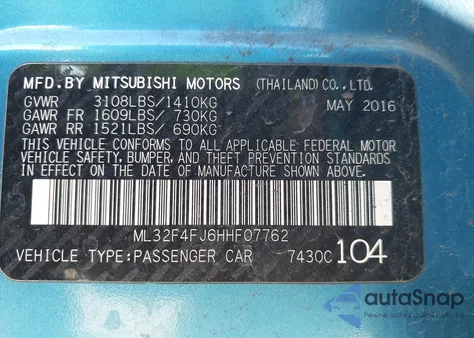 MFD.BY MITSUBISHI MOTORS (THAILAND) CO.,LTD.
GVWR 3108LBS/1410KG MAY 2016
GAWR FR 1609LBS/ 730KG
GAWR RR 1521LBS/ 690KG
THIS VEHICLE CONFORMS TO ALL APPLICABLE FEDERAL MOTOR
VEHICLE SAFETY, BUMPER, AND THEFT PREVENTION STANDARDS
IN EFFECT ON THE DATE OF MANUFACTURE SHOWN ABOVE.
ML32F4FJ6HHF07762
VEHICLE TYPE:PASSENGER CAR 7430C 104
autoSnap